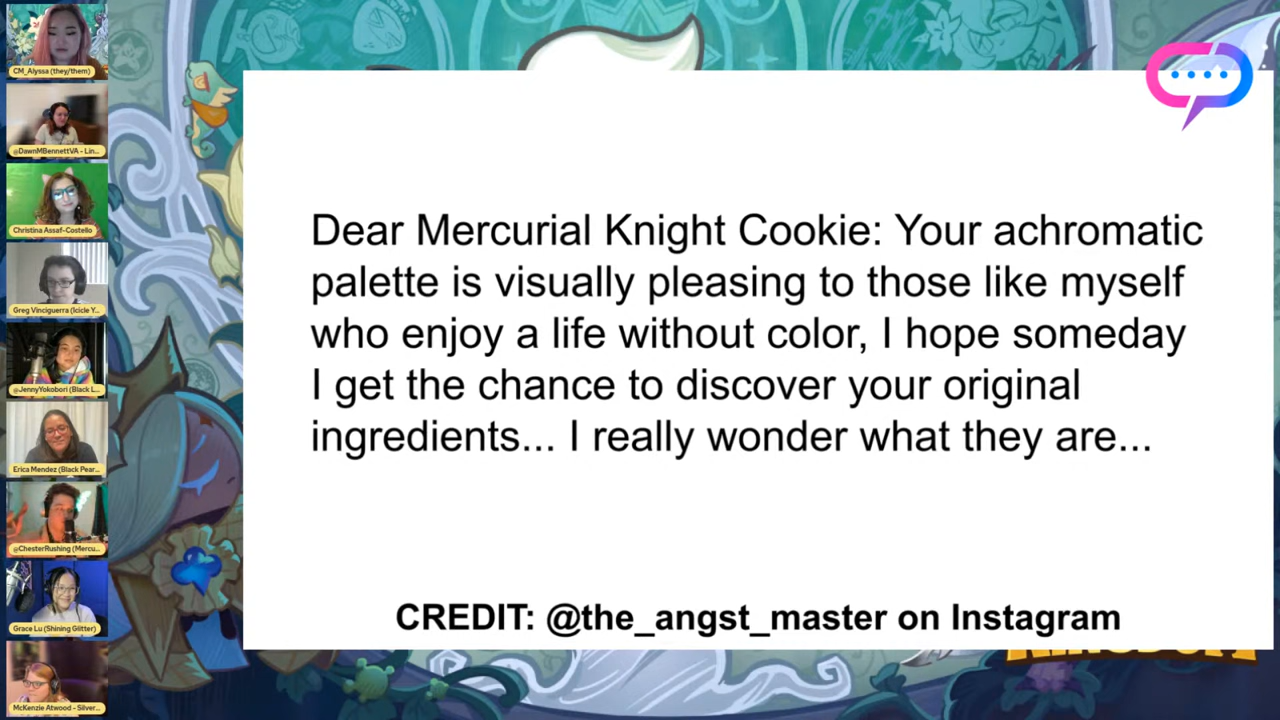 CM_Alyssa (they/them)
@DawnMBennettVA - Lin...
Christina Assaf-Costello
Greg Vinciguerra (Icicle Y...
@JennyYokobori (Black L...
Erica Mendez (Black Pear...
@ChesterRushing (Mercu...
Grace Lu (Shining Glitter)
McKenzie Atwood - Silver...
Dear Mercurial Knight Cookie: Your achromatic
palette is visually pleasing to those like myself
who enjoy a life without color, I hope someday
I get the chance to discover your original
ingredients... I really wonder what they are...
CREDIT: @the_angst_master on Instagram